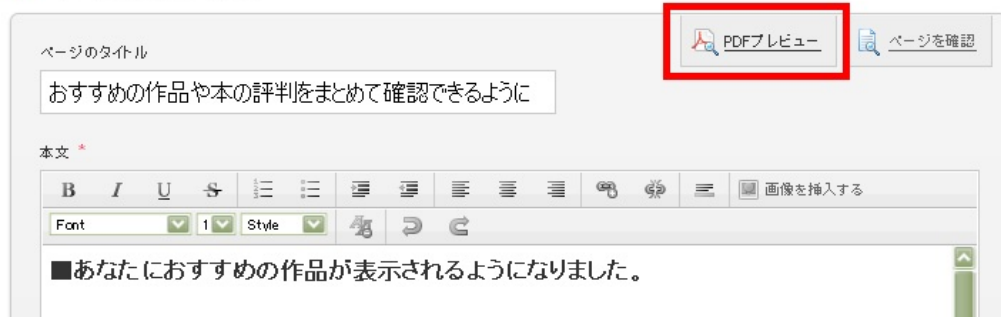 PDFプレビュー
ページを確認
ページのタイトル
おすすめの作品や本の評判をまとめて確認できるように
本文 *
B I U S 画像を挿入する
Font 1 Style
■あなたにおすすめの作品が表示されるようになりました。